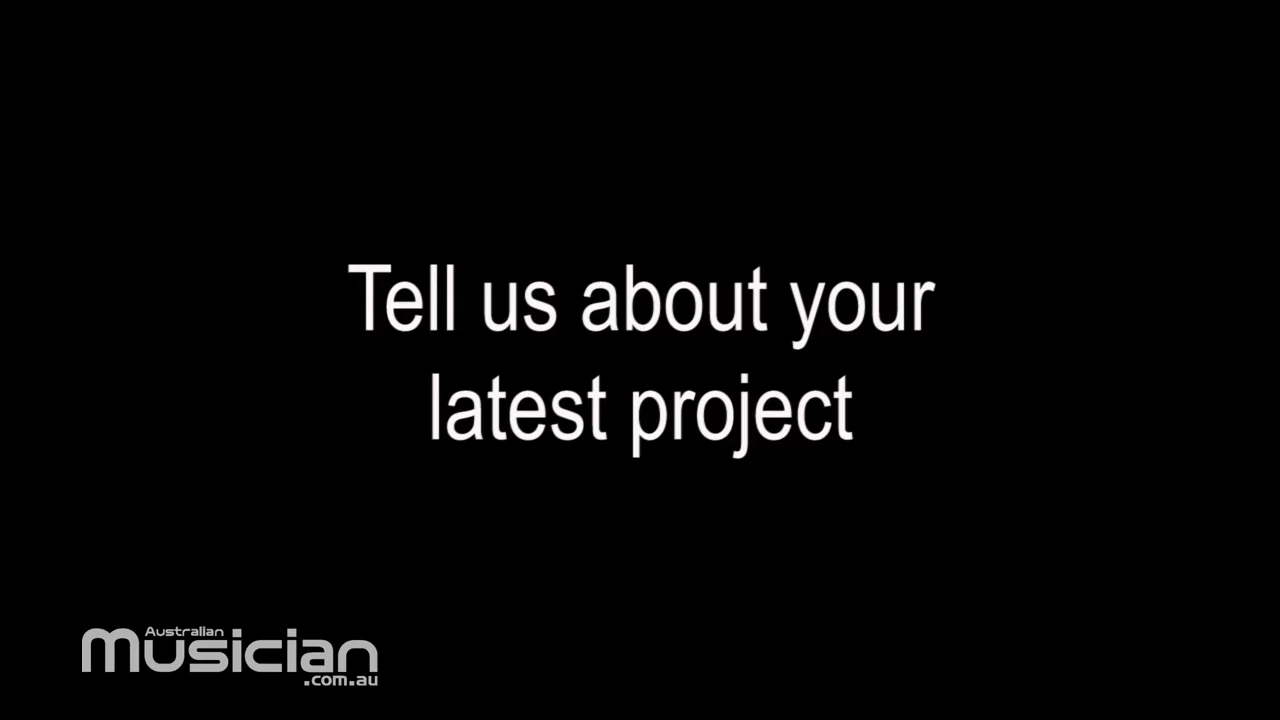 Tell us about your
latest project
Australian
musician
.com.au